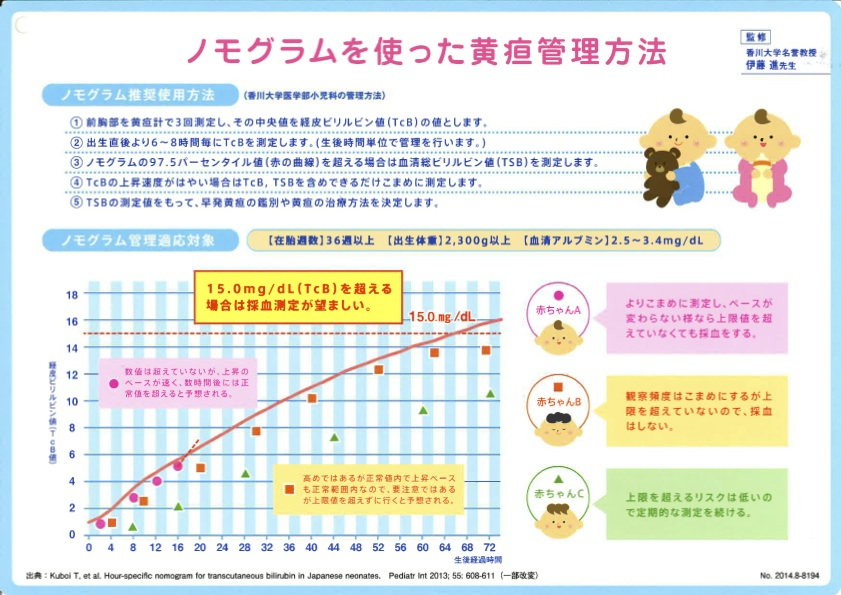 ノモグラムを使った黄疸管理方法
監修
香川大学名誉教授
伊藤 進先生
ノモグラム推奨使用方法 (香川大学医学部小児科の管理方法)
① 前胸部を黄疸計で3回測定し、その中央値を経皮ビリルビン値(TcB)の値とします。
② 出生直後より6～8時間毎にTcBを測定します。(生後時間単位で管理を行います。)
③ ノモグラムの97.5パーセンタイル値(赤の曲線)を超える場合は血清総ビリルビン値(TSB)を測定します。
④ TcBの上昇速度がはやい場合はTcB, TSBを含めできるだけこまめに測定します。
⑤ TSBの測定値をもって、早発黄疸の鑑別や黄疸の治療方法を決定します。
ノモグラム管理適応対象 【在胎週数】36週以上 【出生体重】2,300g以上 【血清アルブミン】2.5～3.4mg/dL
15.0mg/dL(TcB)を超える
場合は採血測定が望ましい。
15.0mg/dL
経皮ビリルビン値(TcB値)
18
16
14
12
10
8
6
4
2
0
数値は超えていないが、上昇の
ペースが速く、数時間後には正
常値を超えると予想される。
高めではあるが正常値内で上昇ペース
も正常範囲内なので、要注意ではある
が上限値を超えずに行くと予想される。
0 4 8 12 16 20 24 28 32 36 40 44 48 52 56 60 64 68 72
生後経過時間
赤ちゃんA
よりこまめに測定し、ペースが
変わらない様なら上限値を超
えていなくても採血をする。
赤ちゃんB
観察頻度はこまめにするが上
限を超えていないので、採血
はしない。
赤ちゃんC
上限を超えるリスクは低いの
で定期的な測定を続ける。
出典：Kuboi T, et al. Hour-specific nomogram for transcutaneous bilirubin in Japanese neonates. Pediatr Int 2013; 55: 608-611 (一部改変)
No. 2014.8-8194